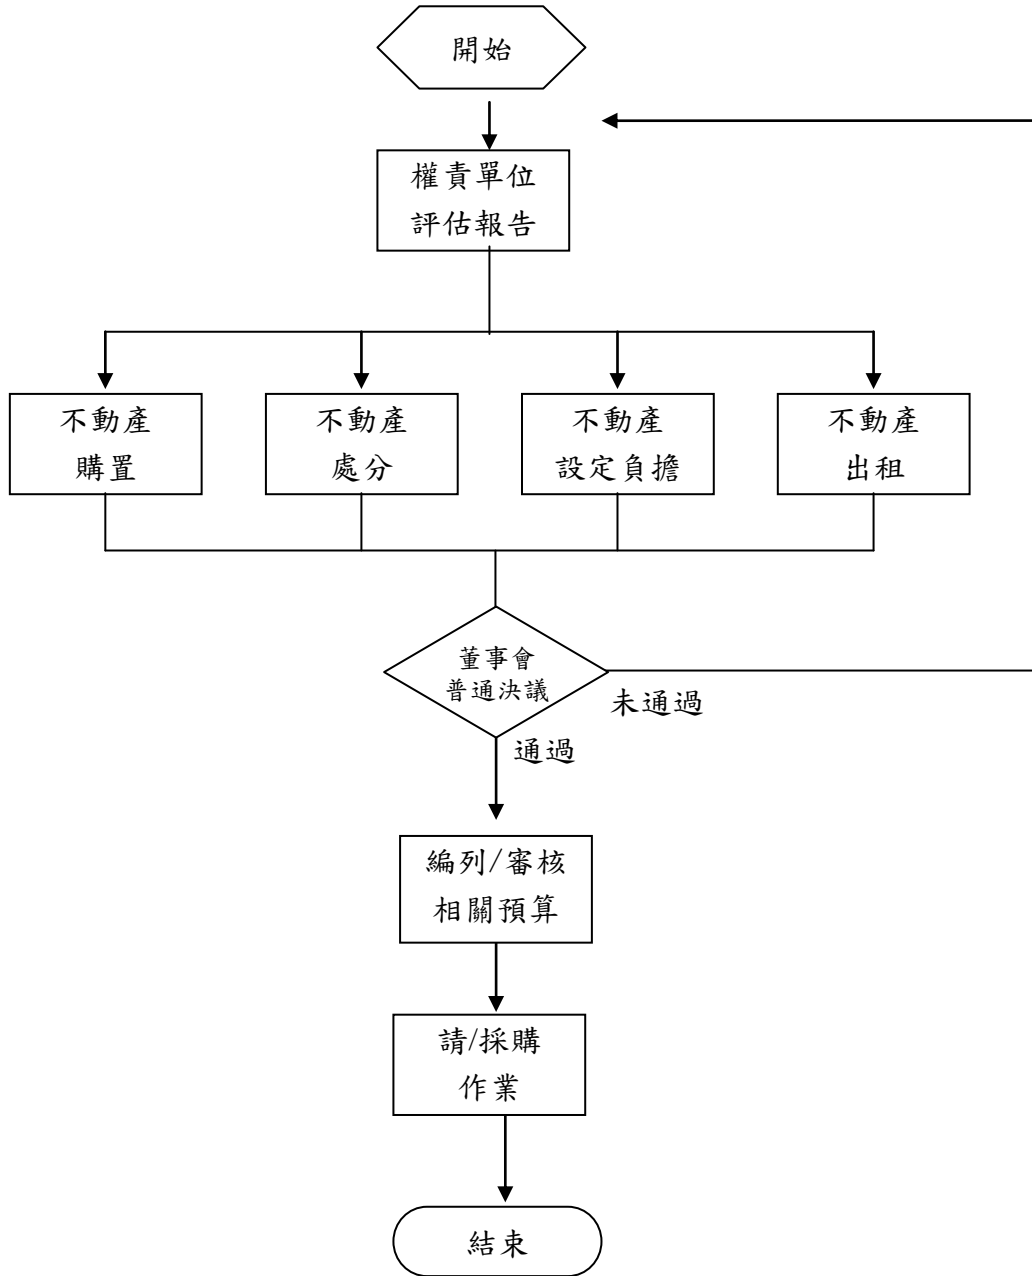 開始
權責單位
評估報告
不動產
購置
不動產
處分
不動產
設定負擔
不動產
出租
董事會
普通決議
未通過
通過
編列/審核
相關預算
請/採購
作業
結束